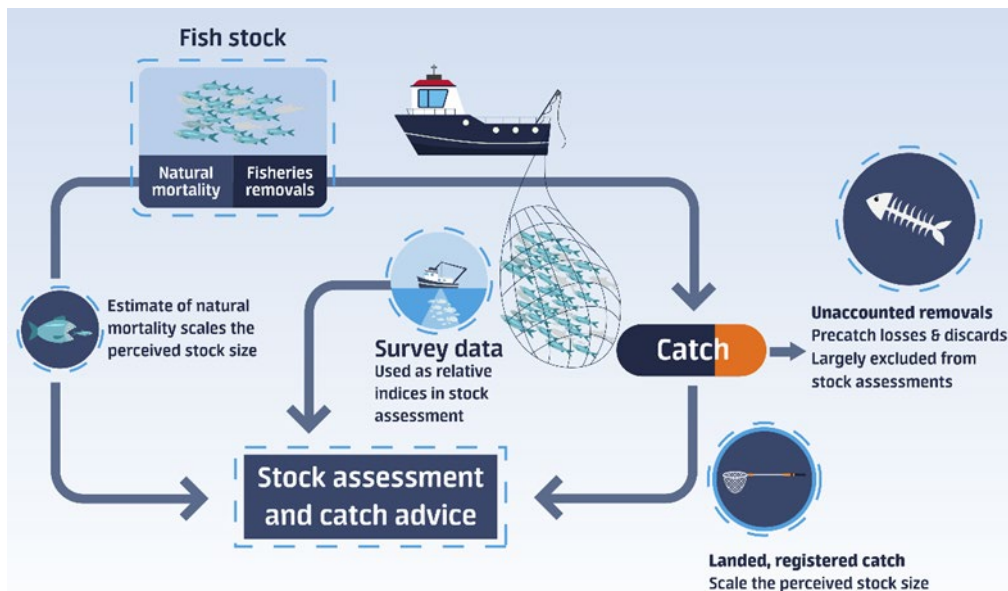 Fish stock
Natural
mortality
Fisheries
removals
Estimate of natural
mortality scales the
perceived stock size
Survey data
Used as relative
indices in stock
assessment
Catch
Unaccounted removals
Precatch losses & discards
Largely excluded from
stock assessments
Stock assessment
and catch advice
Landed, registered catch
Scale the perceived stock size